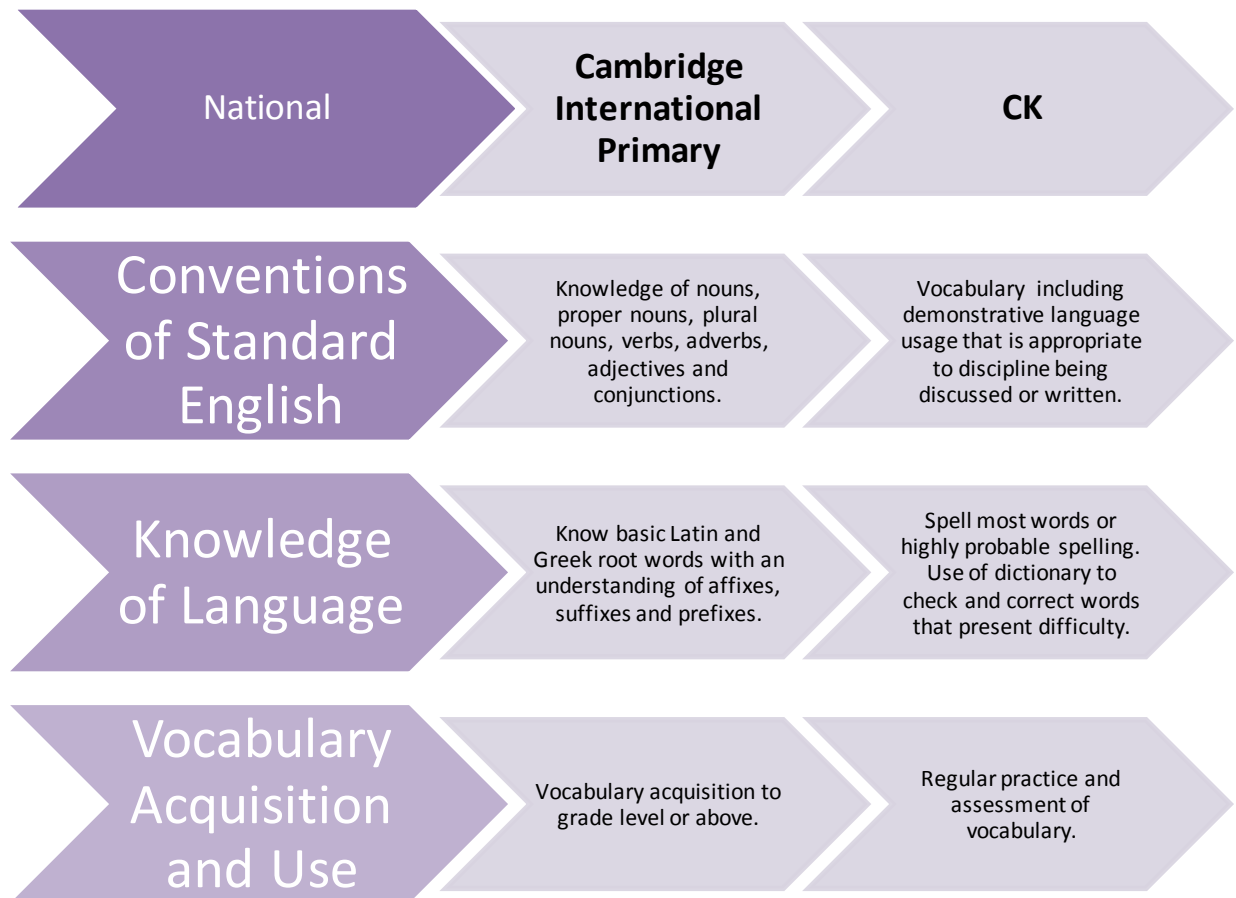 National
Cambridge
International
Primary
CK
Conventions
of Standard
English
Knowledge of nouns,
proper nouns, plural
nouns, verbs, adverbs,
adjectives and
conjunctions.
Vocabulary including
demonstrative language
usage that is appropriate
to discipline being
discussed or written.
Knowledge
of Language
Know basic Latin and
Greek root words with an
understanding of affixes,
suffixes and prefixes.
Spell most words or
highly probable spelling.
Use of dictionary to
check and correct words
that present difficulty.
Vocabulary
Acquisition
and Use
Vocabulary acquisition to
grade level or above.
Regular practice and
assessment of
vocabulary.